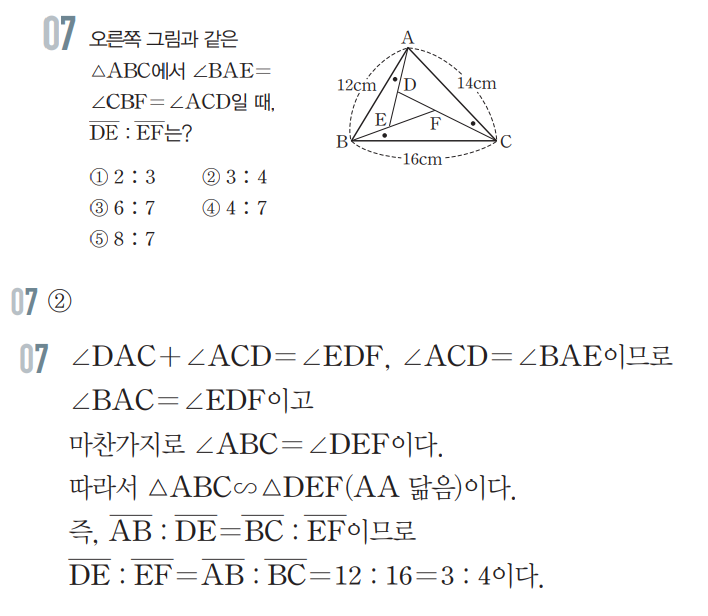 07 오른쪽 그림과 같은
△ABC에서 ∠BAE=
∠CBF=∠ACD일 때,
DE : EF는?
① 2 : 3 ② 3 : 4
③ 6 : 7 ④ 4 : 7
⑤ 8 : 7
A
12cm D 14cm
E F
B C
16cm
07 ②
07 ∠DAC+∠ACD=∠EDF, ∠ACD=∠BAE이므로
∠BAC=∠EDF이고
마찬가지로 ∠ABC=∠DEF이다.
따라서 △ABC∽△DEF(AA 닮음)이다.
즉, AB : DE=BC : EF이므로
DE : EF=AB : BC=12 : 16=3 : 4이다.